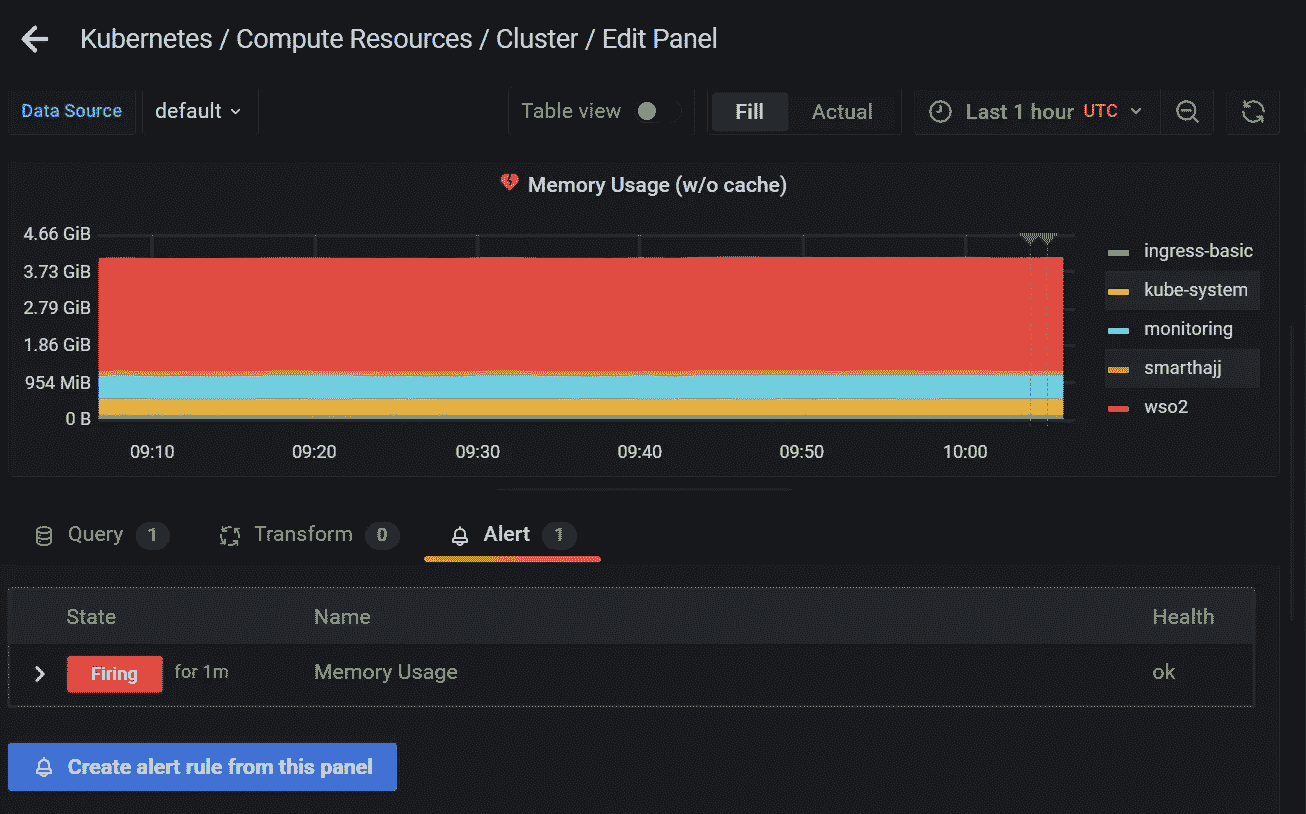 Kubernetes / Compute Resources / Cluster / Edit Panel
Data Source default Table view Fill Actual Last 1 hour UTC
Memory Usage (w/o cache)
4.66 GiB
3.73 GiB
2.79 GiB
1.86 GiB
954 MiB
0 B
09:10 09:20 09:30 09:40 09:50 10:00
ingress-basic
kube-system
monitoring
smarthajj
wso2
Query 1 Transform 0 Alert 1
State Name Health
Firing for 1m Memory Usage ok
Create alert rule from this panel